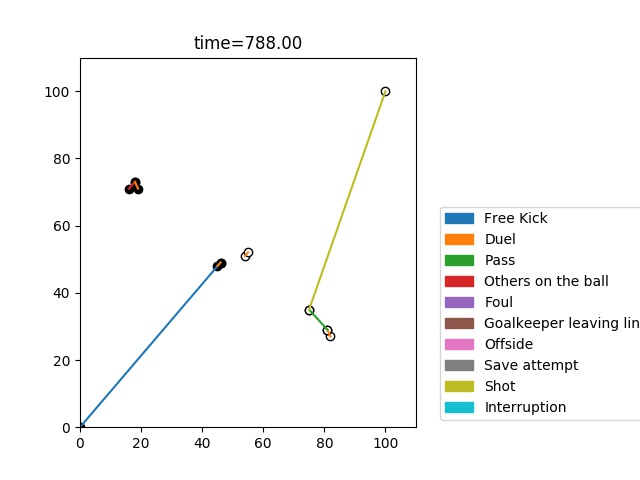 time=788.00
100
80
60
40
20
0
0 20 40 60 80 100
Free Kick
Duel
Pass
Others on the ball
Foul
Goalkeeper leaving lin
Offside
Save attempt
Shot
Interruption